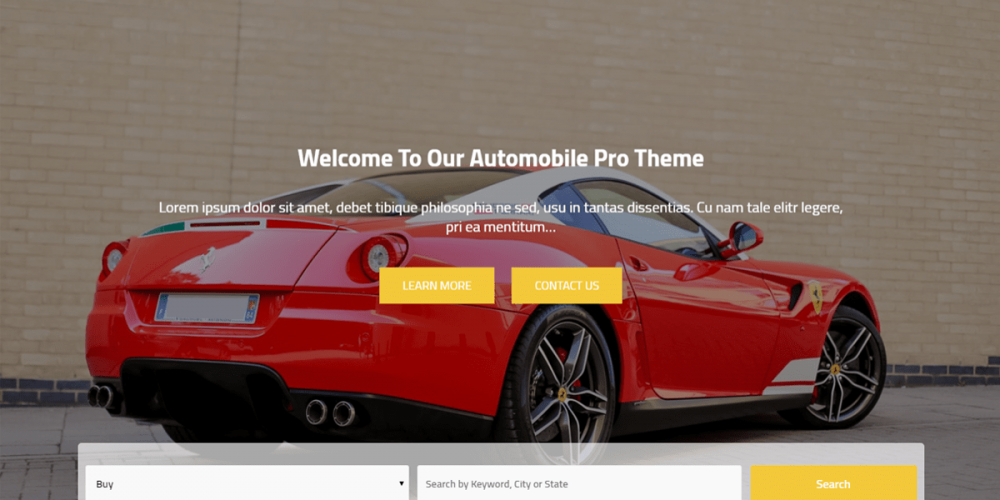 Welcome To Our Automobile Pro Theme
Lorem ipsum dolor sit amet, debet tibique philosophia ne sed, usu in tantas dissentias. Cu nam tale elitr legere,
pri ea mentitum...
LEARN MORE
CONTACT US
Buy
Search by Keyword, City or State
Search